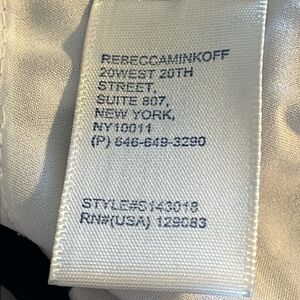 REBECCAMINKOFF
20WEST 20TH
STREET,
SUITE 807,
NEW YORK,
NY10011
(P) 646-649-3290
STYLE#S143018
RN#(USA) 129083